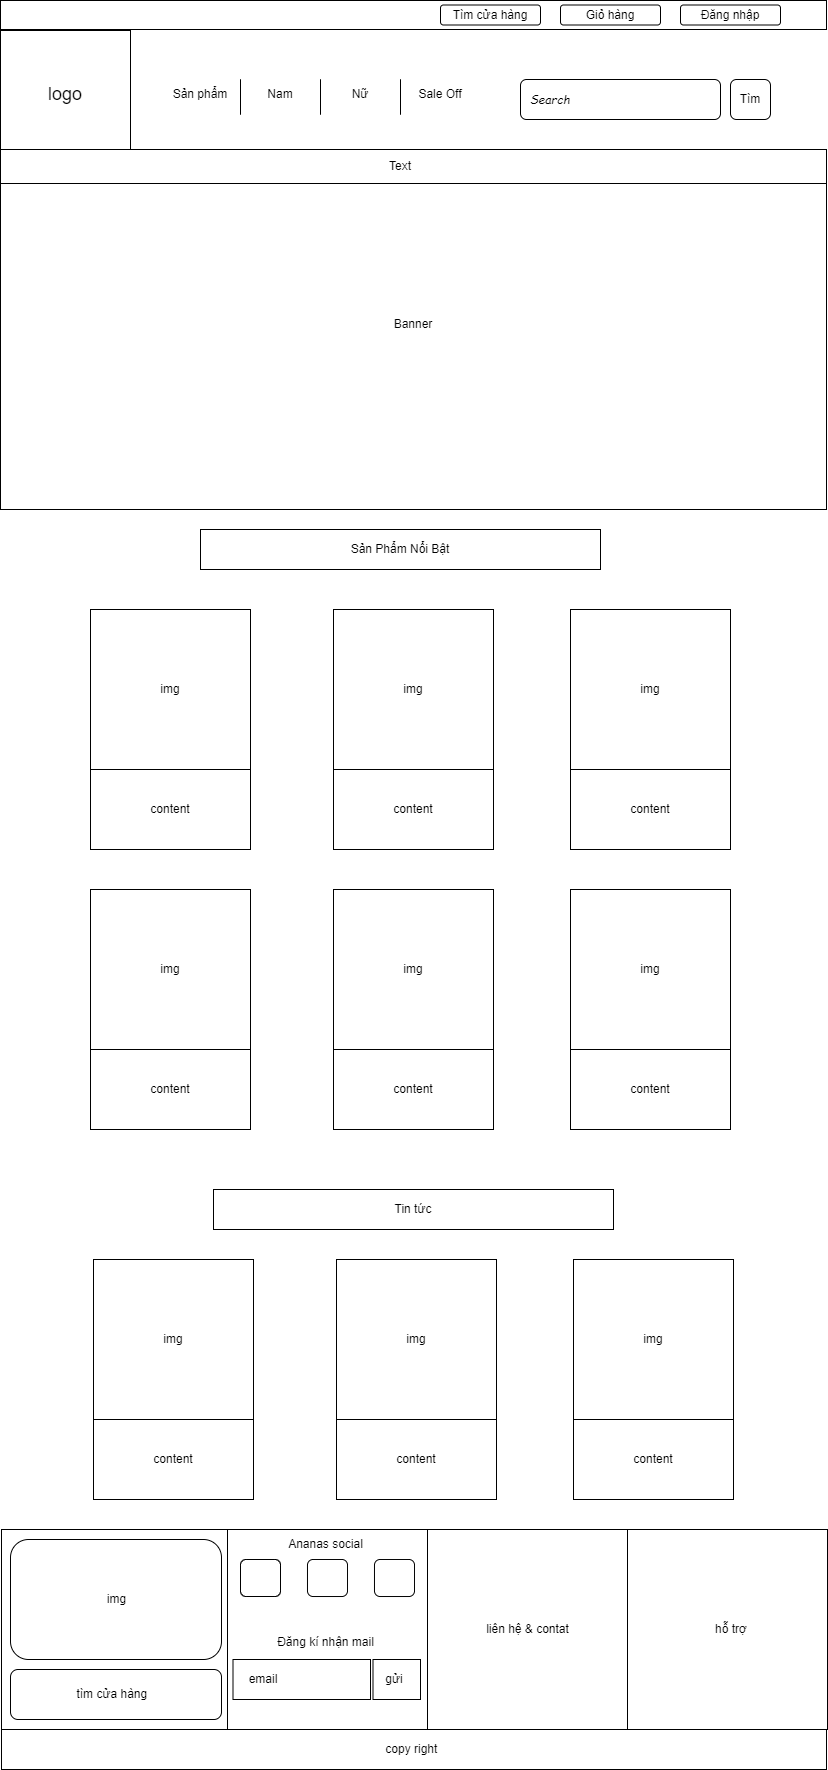 Tìm cửa hàng
Giỏ hàng
Đăng nhập
logo
Sản phẩm
Nam
Nữ
Sale Off
Search
Tìm
Text
Banner
Sản Phẩm Nổi Bật
img
img
img
content
content
content
img
img
img
content
content
content
Tin tức
img
img
img
content
content
content
img
tìm cửa hàng
Ananas social
Đăng kí nhận mail
email
gửi
liên hệ & contat
hỗ trợ
copy right